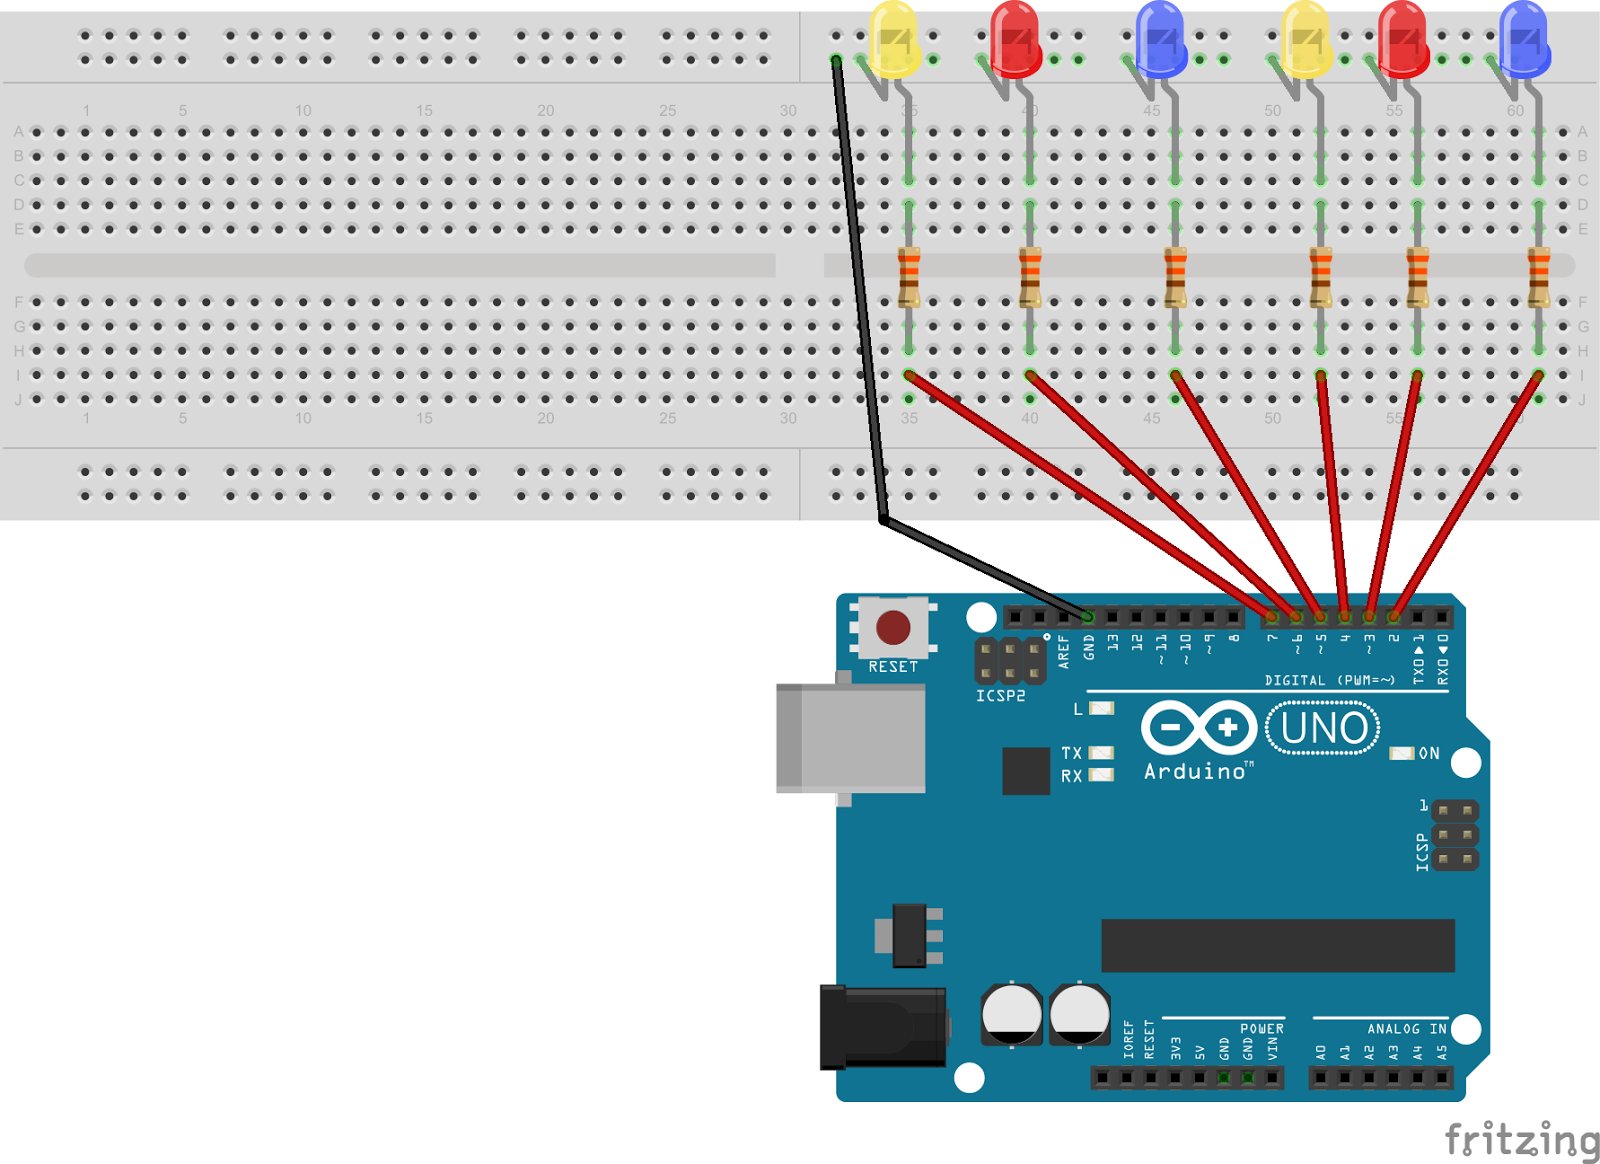 1 5 10 15 20 25 30 35 40 45 50 55 60
A A
B B
C C
D D
E E
F F
G G
H H
I I
J J
1 5 10 15 20 25 30 35 40 45 50 55 60
RESET
ICSP2
AREF
GND
13
12
~11
~10
~9
8
7
~6
~5
4
~3
2
TX0▶1
RX0◀0
DIGITAL (PWM=~)
L
TX
RX
UNO
Arduino™
ON
1
ICSP
POWER
ANALOG IN
IOREF
RESET
3V3
5V
GND
GND
VIN
A0
A1
A2
A3
A4
A5
fritzing